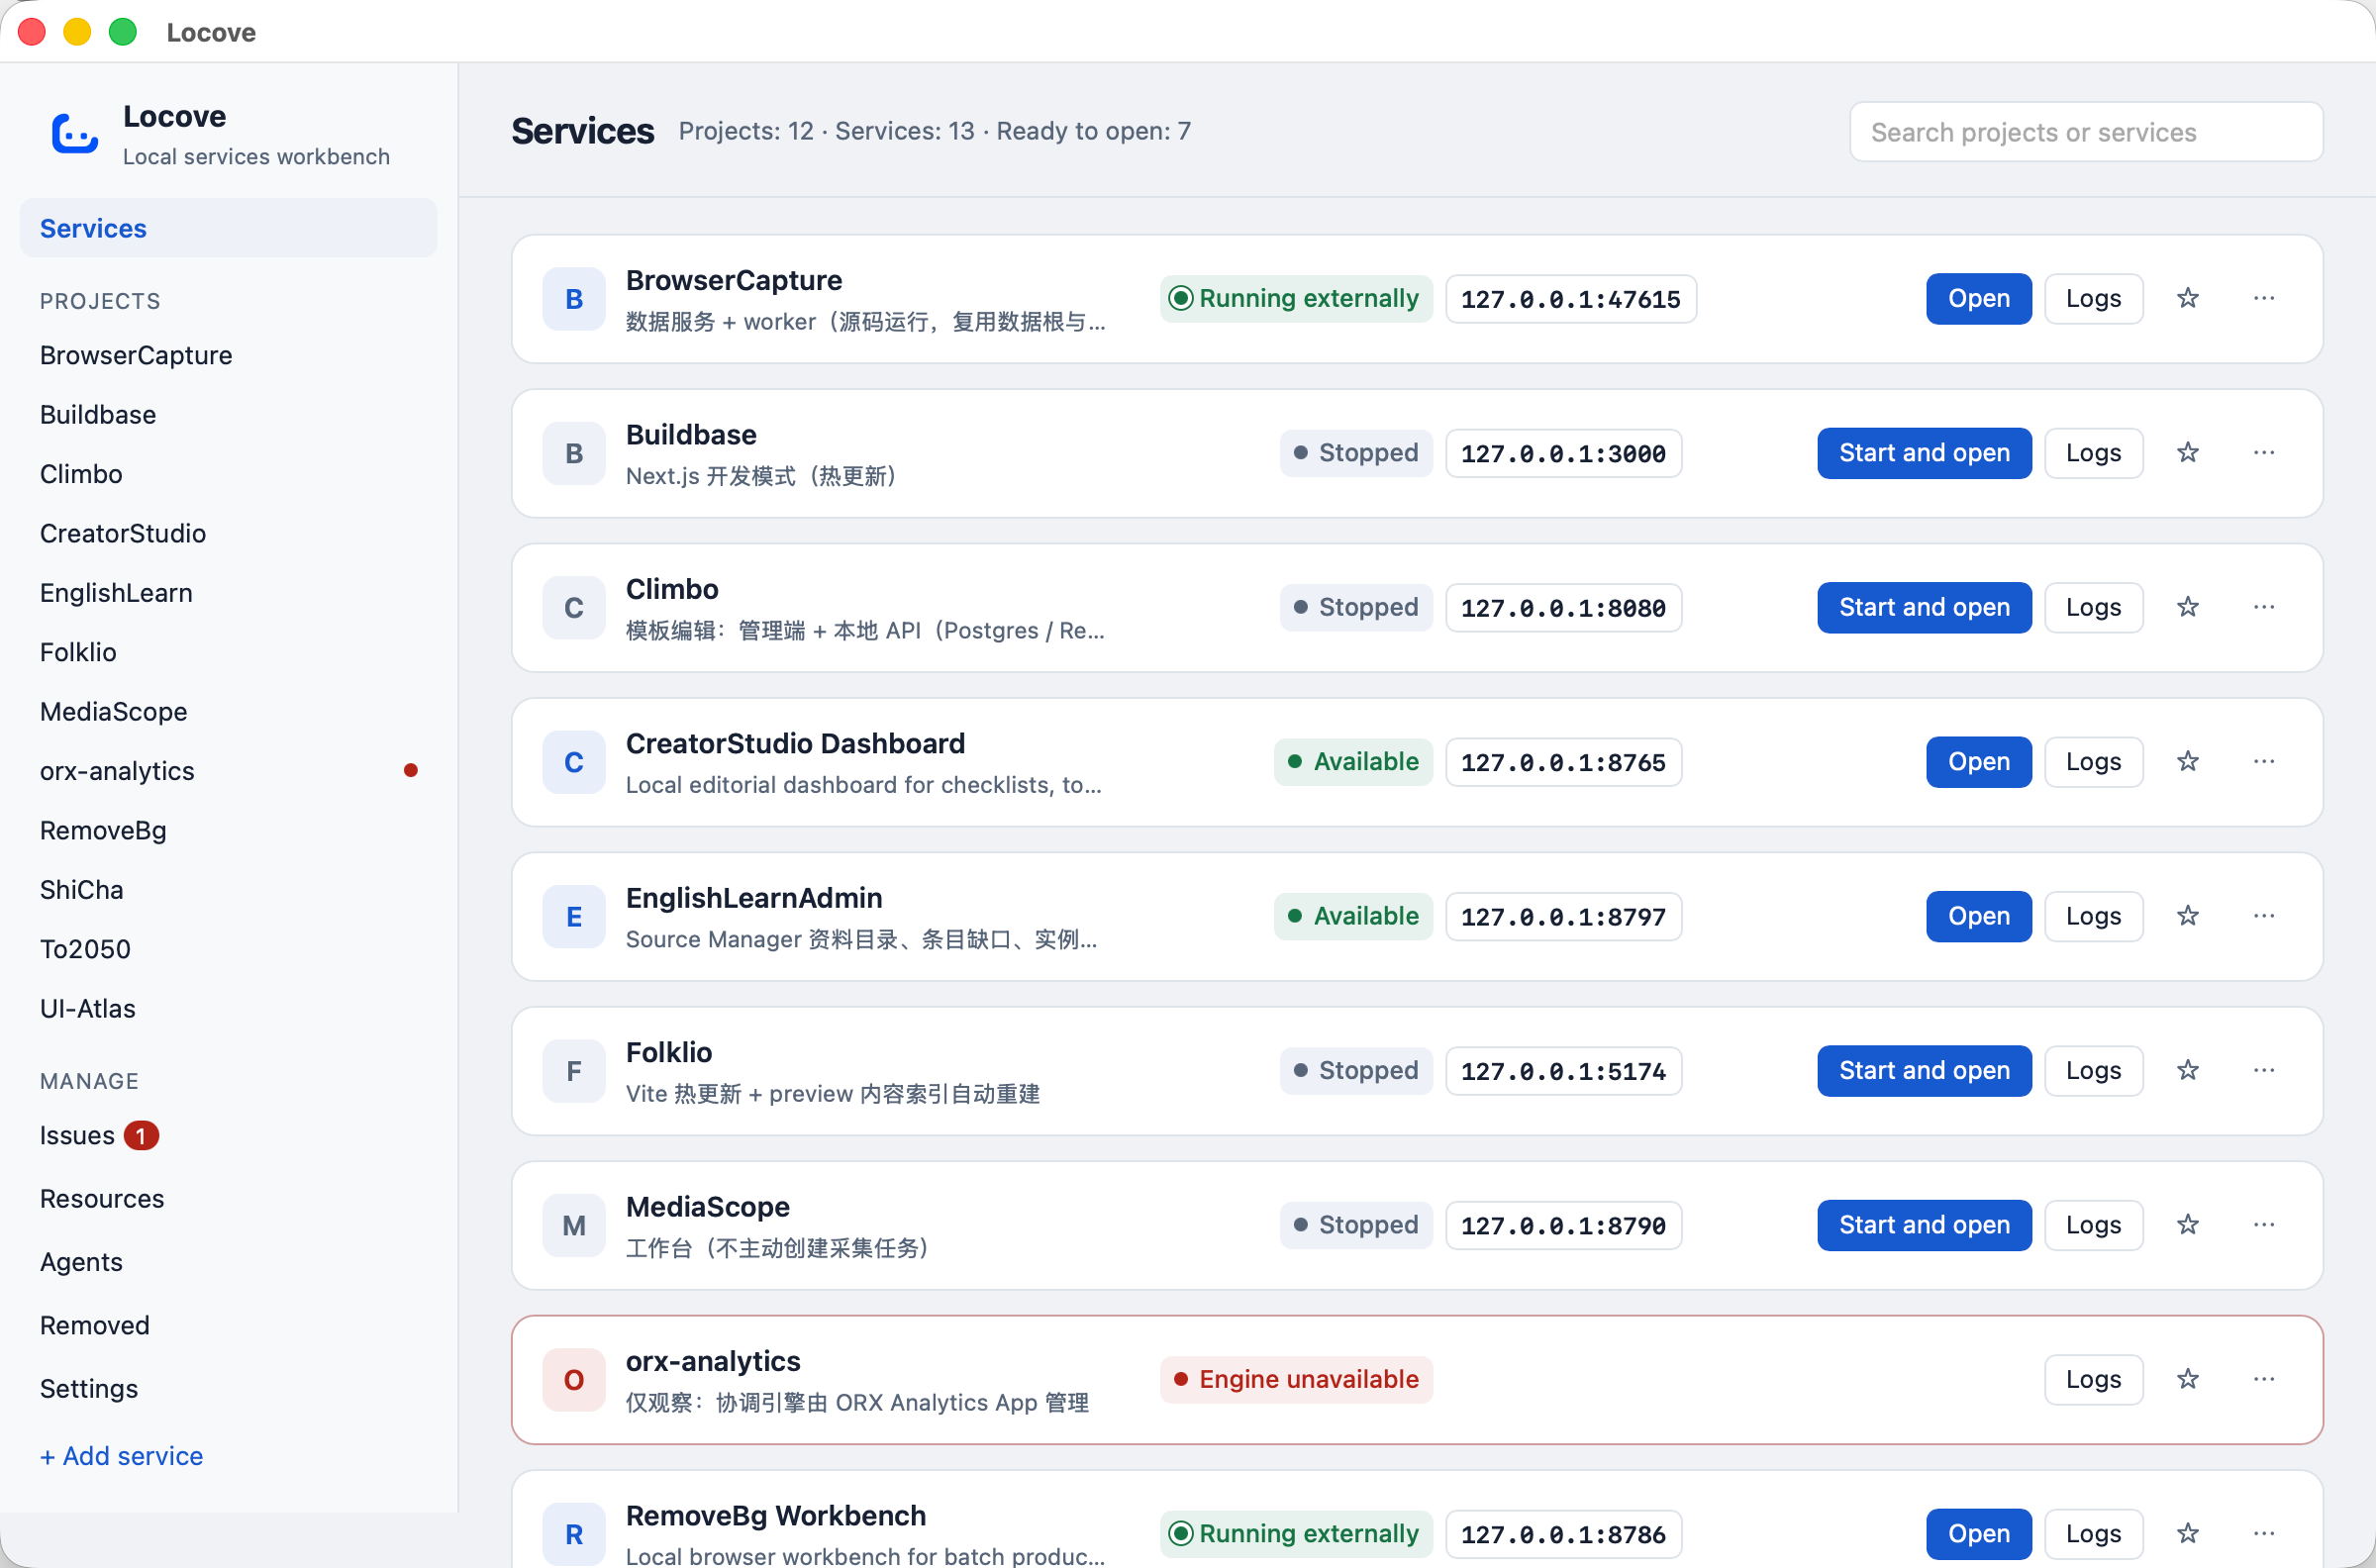 Locove
Locove
Local services workbench
Services
PROJECTS
BrowserCapture
Buildbase
Climbo
CreatorStudio
EnglishLearn
Folklio
MediaScope
orx-analytics
RemoveBg
ShiCha
To2050
UI-Atlas
MANAGE
Issues 1
Resources
Agents
Removed
Settings
+ Add service
Services Projects: 12 · Services: 13 · Ready to open: 7
Search projects or services
B BrowserCapture Running externally 127.0.0.1:47615 Open Logs ☆ ···
数据服务 + worker（源码运行，复用数据根与...
B Buildbase Stopped 127.0.0.1:3000 Start and open Logs ☆ ···
Next.js 开发模式（热更新）
C Climbo Stopped 127.0.0.1:8080 Start and open Logs ☆ ···
模板编辑：管理端 + 本地 API（Postgres / Re...
C CreatorStudio Dashboard Available 127.0.0.1:8765 Open Logs ☆ ···
Local editorial dashboard for checklists, to...
E EnglishLearnAdmin Available 127.0.0.1:8797 Open Logs ☆ ···
Source Manager 资料目录、条目缺口、实例...
F Folklio Stopped 127.0.0.1:5174 Start and open Logs ☆ ···
Vite 热更新 + preview 内容索引自动重建
M MediaScope Stopped 127.0.0.1:8790 Start and open Logs ☆ ···
工作台（不主动创建采集任务）
O orx-analytics Engine unavailable Logs ☆ ···
仅观察：协调引擎由 ORX Analytics App 管理
R RemoveBg Workbench Running externally 127.0.0.1:8786 Open Logs ☆ ···
Local browser workbench for batch produc...